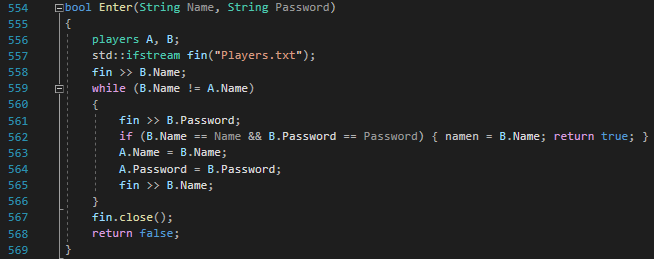 554 bool Enter(String Name, String Password)
555 {
556 players A, B;
557 std::ifstream fin("Players.txt");
558 fin >> B.Name;
559 while (B.Name != A.Name)
560 {
561 fin >> B.Password;
562 if (B.Name == Name && B.Password == Password) { namen = B.Name; return true; }
563 A.Name = B.Name;
564 A.Password = B.Password;
565 fin >> B.Name;
566 }
567 fin.close();
568 return false;
569 }